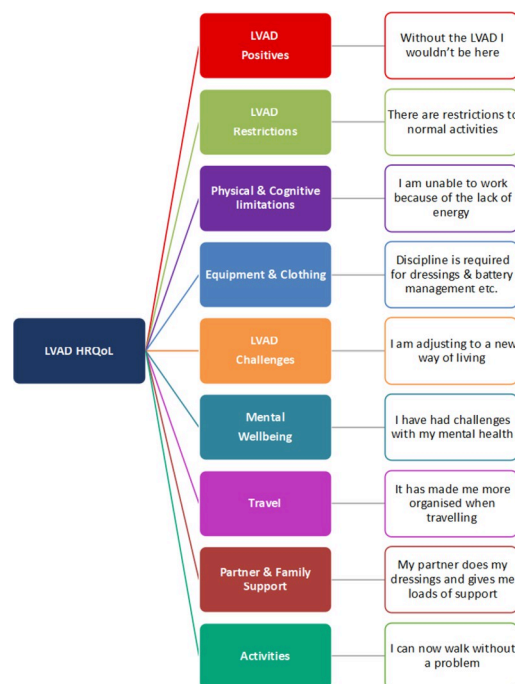 LVAD
Positives
Without the LVAD I
wouldn't be here
LVAD
Restrictions
There are restrictions to
normal activities
Physical & Cognitive
limitations
I am unable to work
because of the lack of
energy
Equipment & Clothing
Discipline is required
for dressings & battery
management etc.
LVAD HRQoL
LVAD
Challenges
I am adjusting to a new
way of living
Mental
Wellbeing
I have had challenges
with my mental health
Travel
It has made me more
organised when
travelling
Partner & Family
Support
My partner does my
dressings and gives me
loads of support
Activities
I can now walk without
a problem